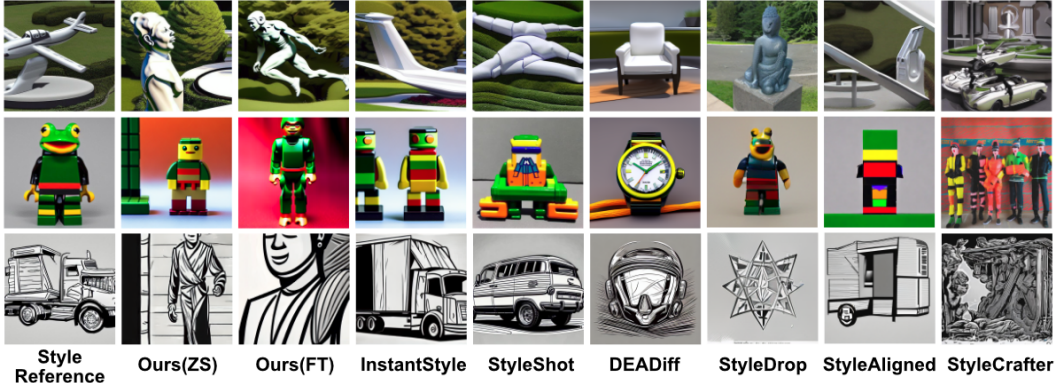 Style
Reference
Ours(ZS)
Ours(FT)
InstantStyle
StyleShot
DEADiff
StyleDrop
StyleAligned
StyleCrafter